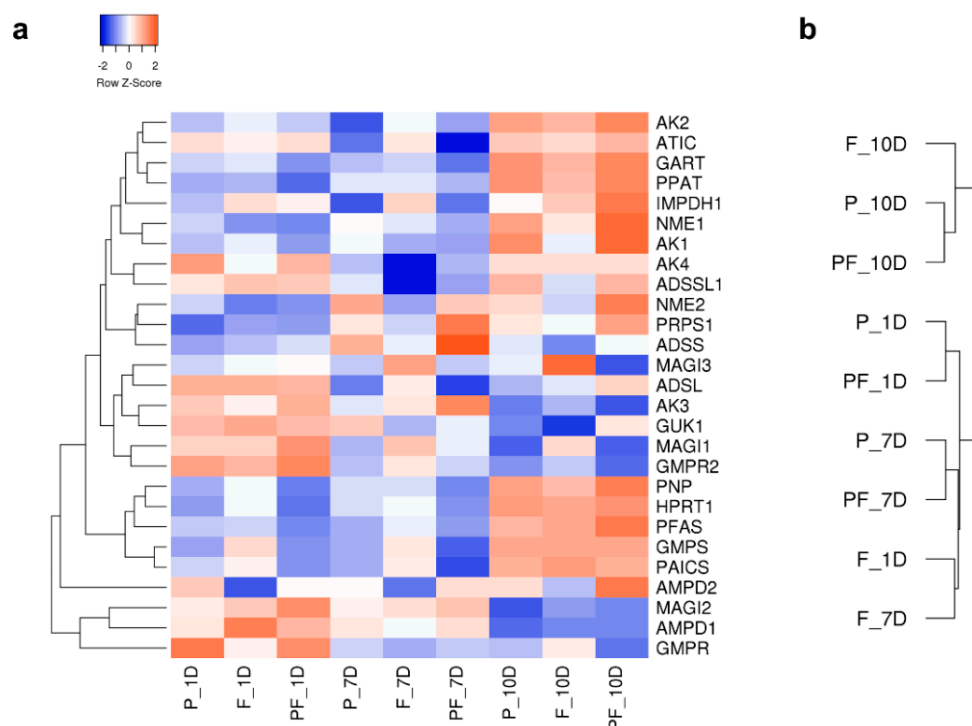 a
b
-2 0 2
Row Z-Score
AK2
ATIC
GART
PPAT
IMPDH1
NME1
AK1
AK4
ADSSL1
NME2
PRPS1
ADSS
MAGI3
ADSL
AK3
GUK1
MAGI1
GMPR2
PNP
HPRT1
PFAS
GMPS
PAICS
AMPD2
MAGI2
AMPD1
GMPR
P_1D
F_1D
PF_1D
P_7D
F_7D
PF_7D
P_10D
F_10D
PF_10D
F_10D
P_10D
PF_10D
P_1D
PF_1D
P_7D
PF_7D
F_1D
F_7D